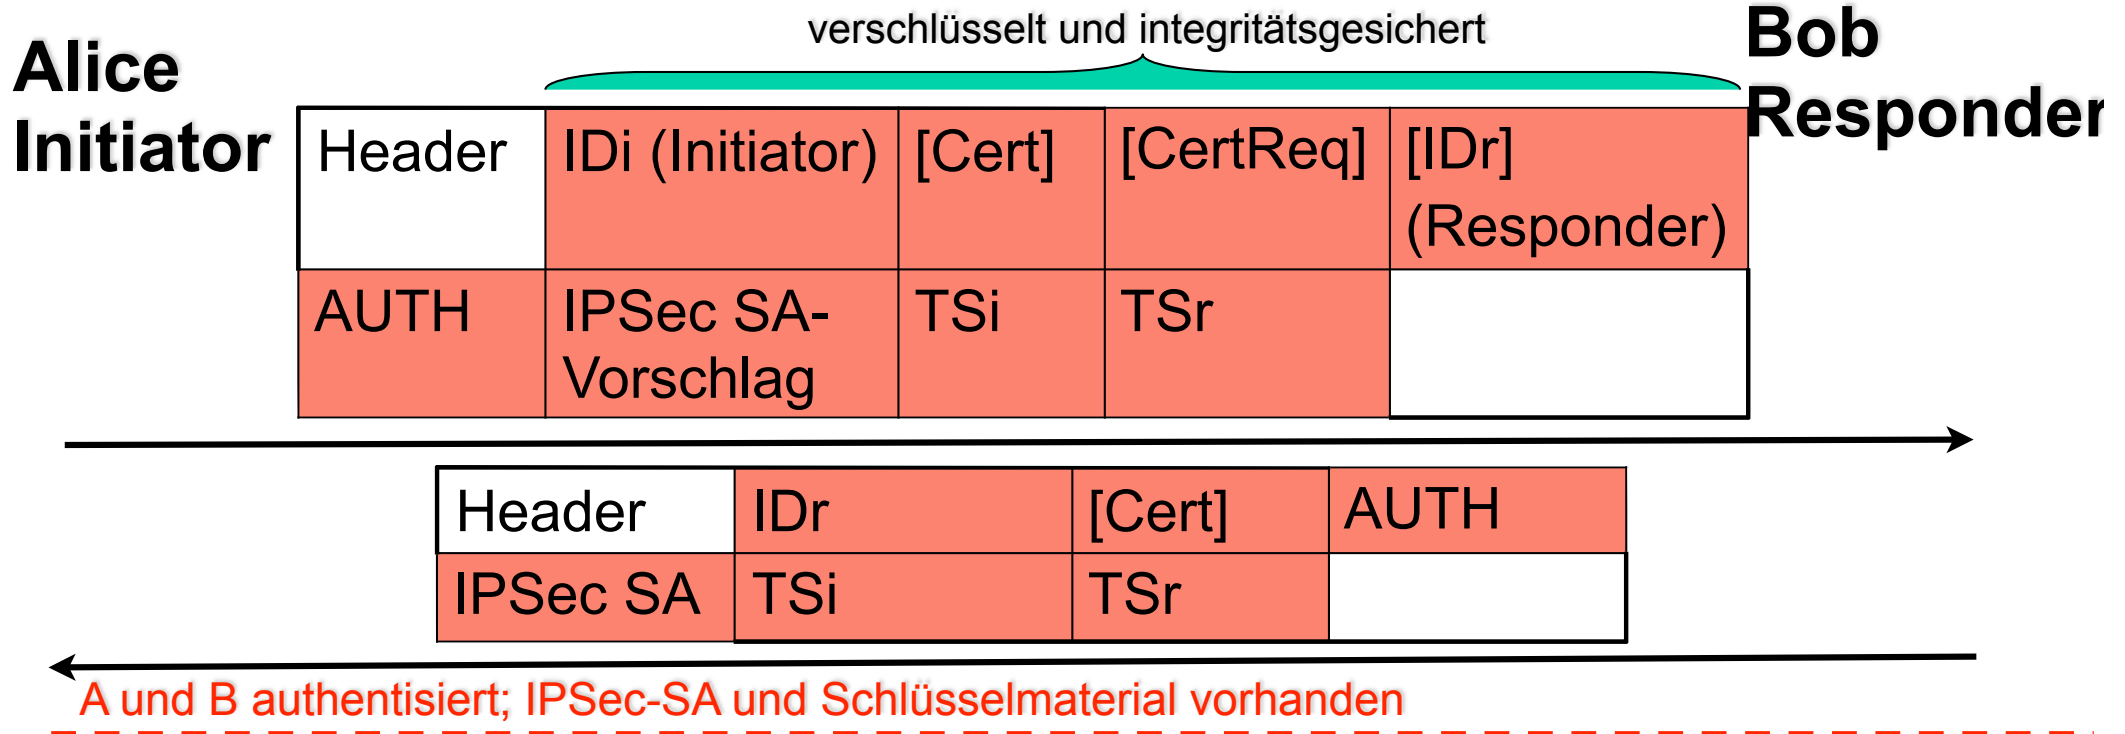 verschlüsselt und integritätsgesichert
Alice
Initiator
Bob
Responder
Header IDi (Initiator) [Cert] [CertReq] [IDr]
(Responder)
AUTH IPSec SA- TSi TSr
Vorschlag
Header IDr [Cert] AUTH
IPSec SA TSi TSr
A und B authentisiert; IPSec-SA und Schlüsselmaterial vorhanden